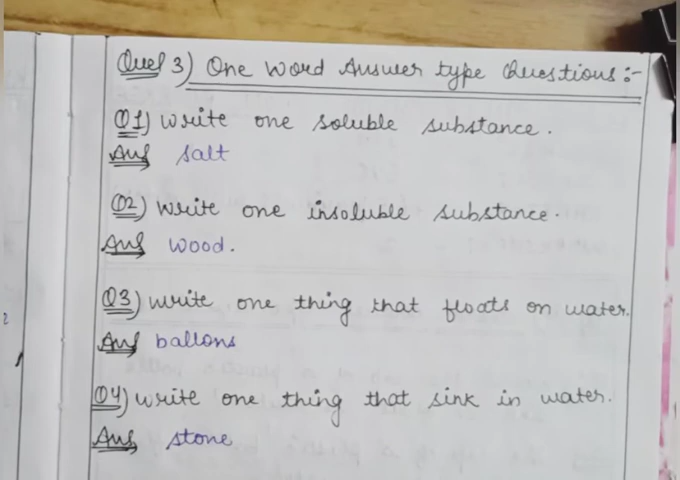 Ques 3) One Word Answer type Questions :-
Q1) Write one soluble substance.
Ans salt
Q2) Write one insoluble substance.
Ans wood.
Q3) write one thing that floats on water.
Ans ballons
Q4) write one thing that sink in water.
Ans stone
2